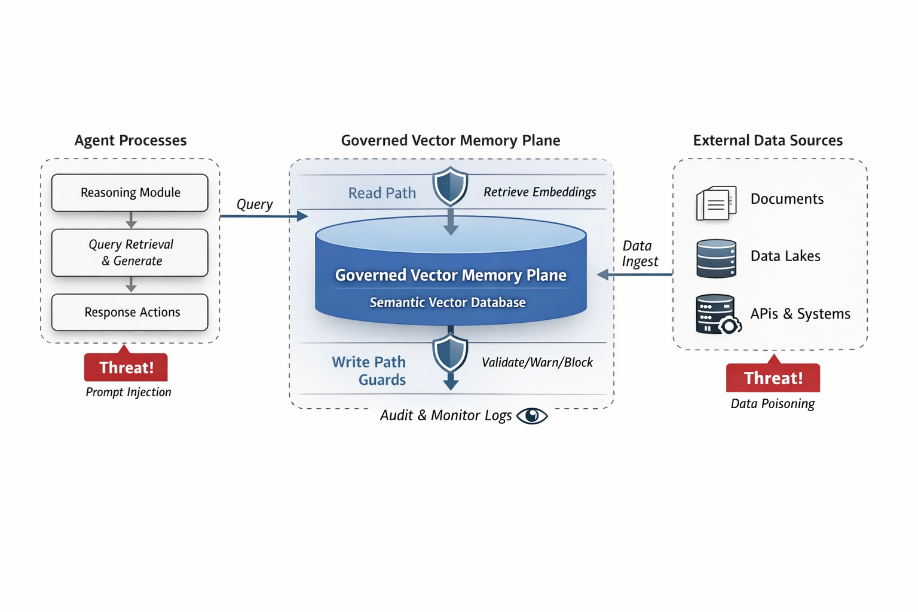 Agent Processes
Reasoning Module
Query Retrieval
& Generate
Response Actions
Threat!
Prompt Injection
Query
Governed Vector Memory Plane
Read Path
Retrieve Embeddings
Governed Vector Memory Plane
Semantic Vector Database
Write Path
Guards
Validate/Warn/Block
Audit & Monitor Logs
Data
Ingest
External Data Sources
Documents
Data Lakes
APIs & Systems
Threat!
Data Poisoning